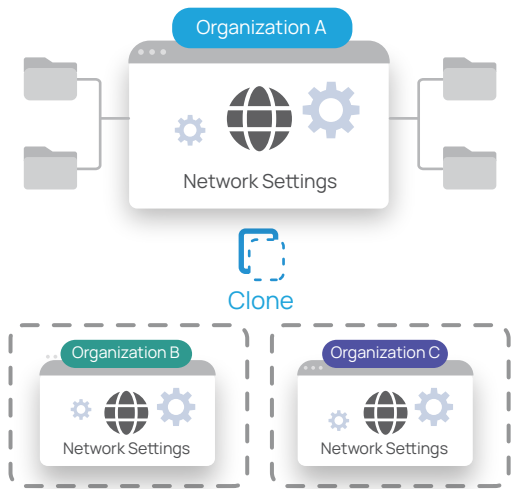 Organization A
Network Settings
Clone
Organization B
Organization C
Network Settings
Network Settings